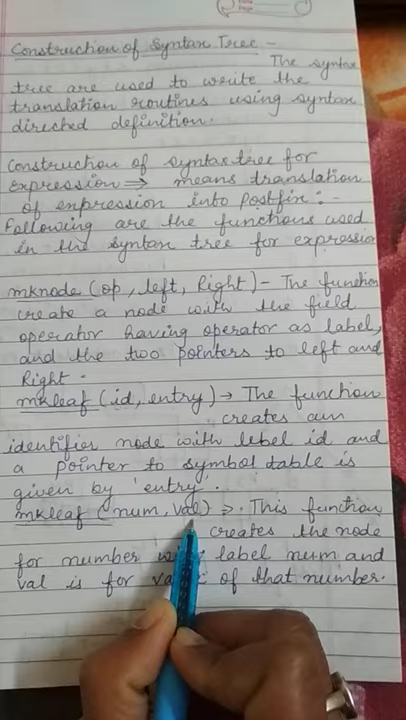 Date
Page
Construction of Syntax Tree -
The syntax
tree are used to write the
translation routines using syntax
directed definition.
Construction of syntax tree for
expression ⇒ means translation
of expression into postfix :-
Following are the functions used
in the syntax tree for expression
mknode (op, left, Right) - The function
create a node with the field
operator having operator as label,
and the two pointers to left and
Right.
mkleaf (id, entry) → The function
creates an
identifier node with label id and
a pointer to symbol table is
given by 'entry'.
mkleaf (num, val) ⇒. This function
creates the node
for number label num and
val is for of that number.